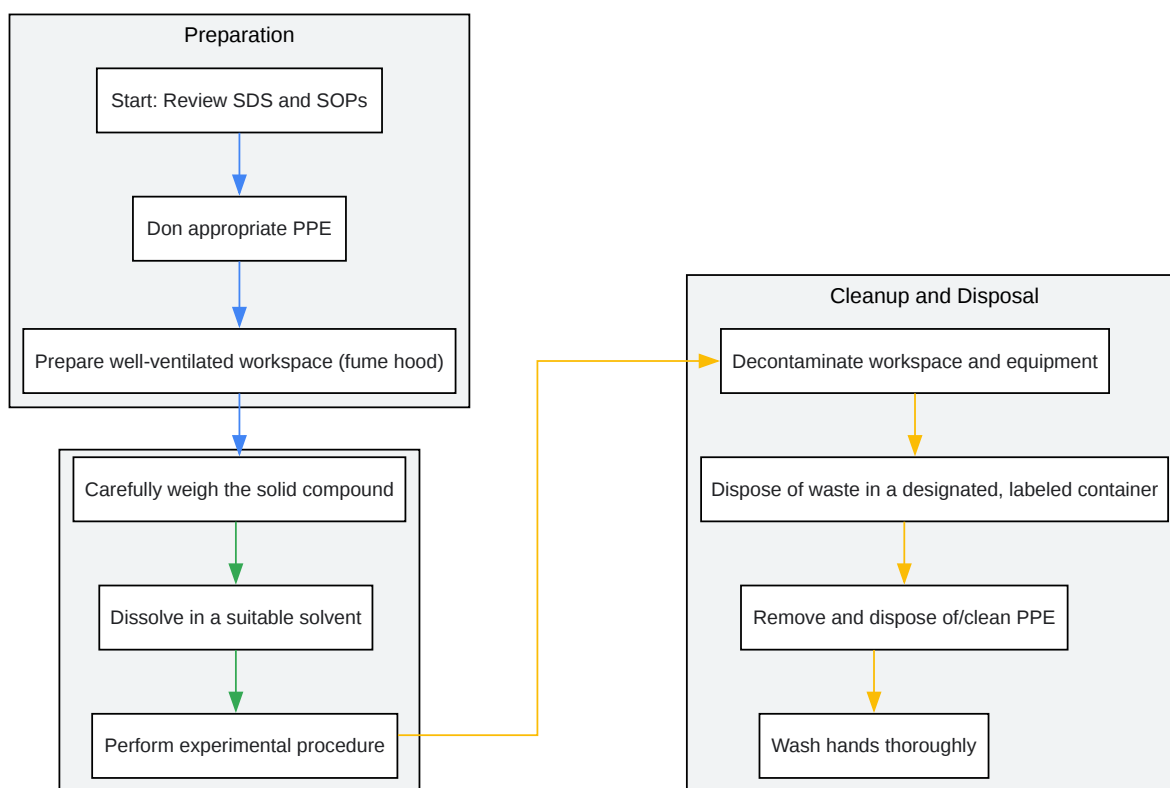 Preparation
Start: Review SDS and SOPs
Don appropriate PPE
Prepare well-ventilated workspace (fume hood)
Carefully weigh the solid compound
Dissolve in a suitable solvent
Perform experimental procedure
Cleanup and Disposal
Decontaminate workspace and equipment
Dispose of waste in a designated, labeled container
Remove and dispose of/clean PPE
Wash hands thoroughly